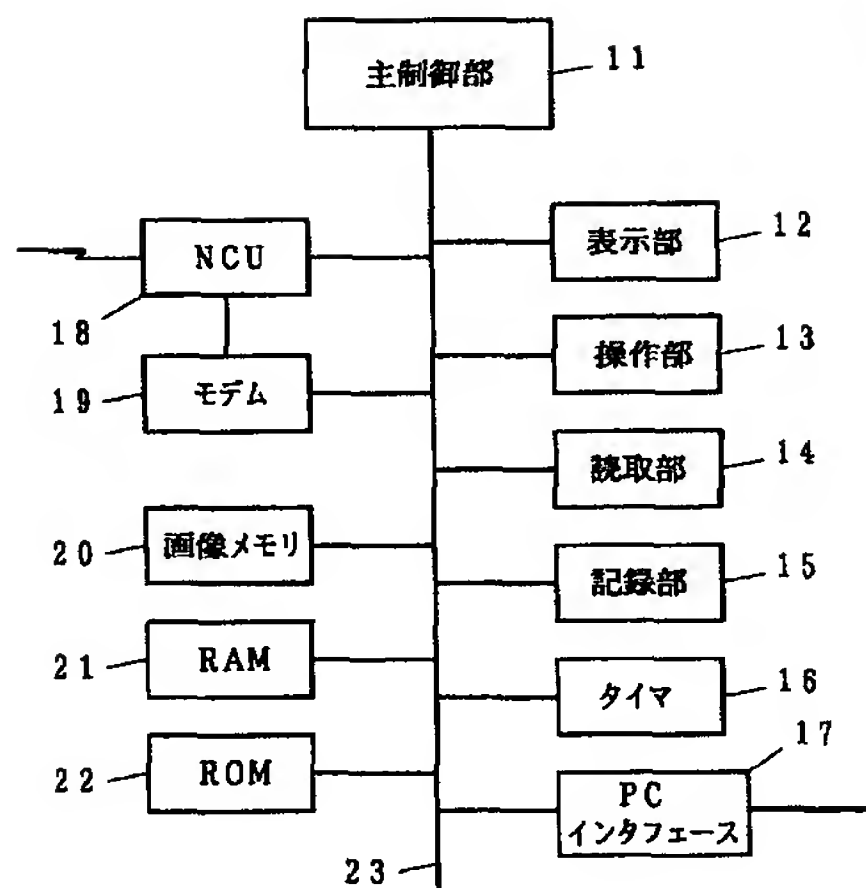 主制御部
11
NCU
18
表示部
12
モデム
19
操作部
13
読取部
14
画像メモリ
20
記録部
15
RAM
21
タイマ
16
ROM
22
PC
インタフェース
17
23